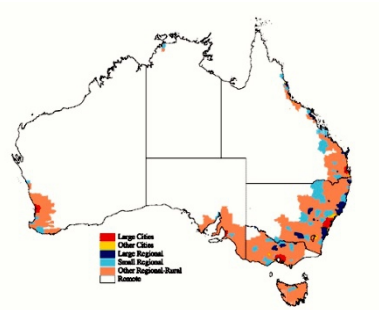 Large Cities
Other Cities
Large Regional
Small Regional
Other Regional-Rural
Remote